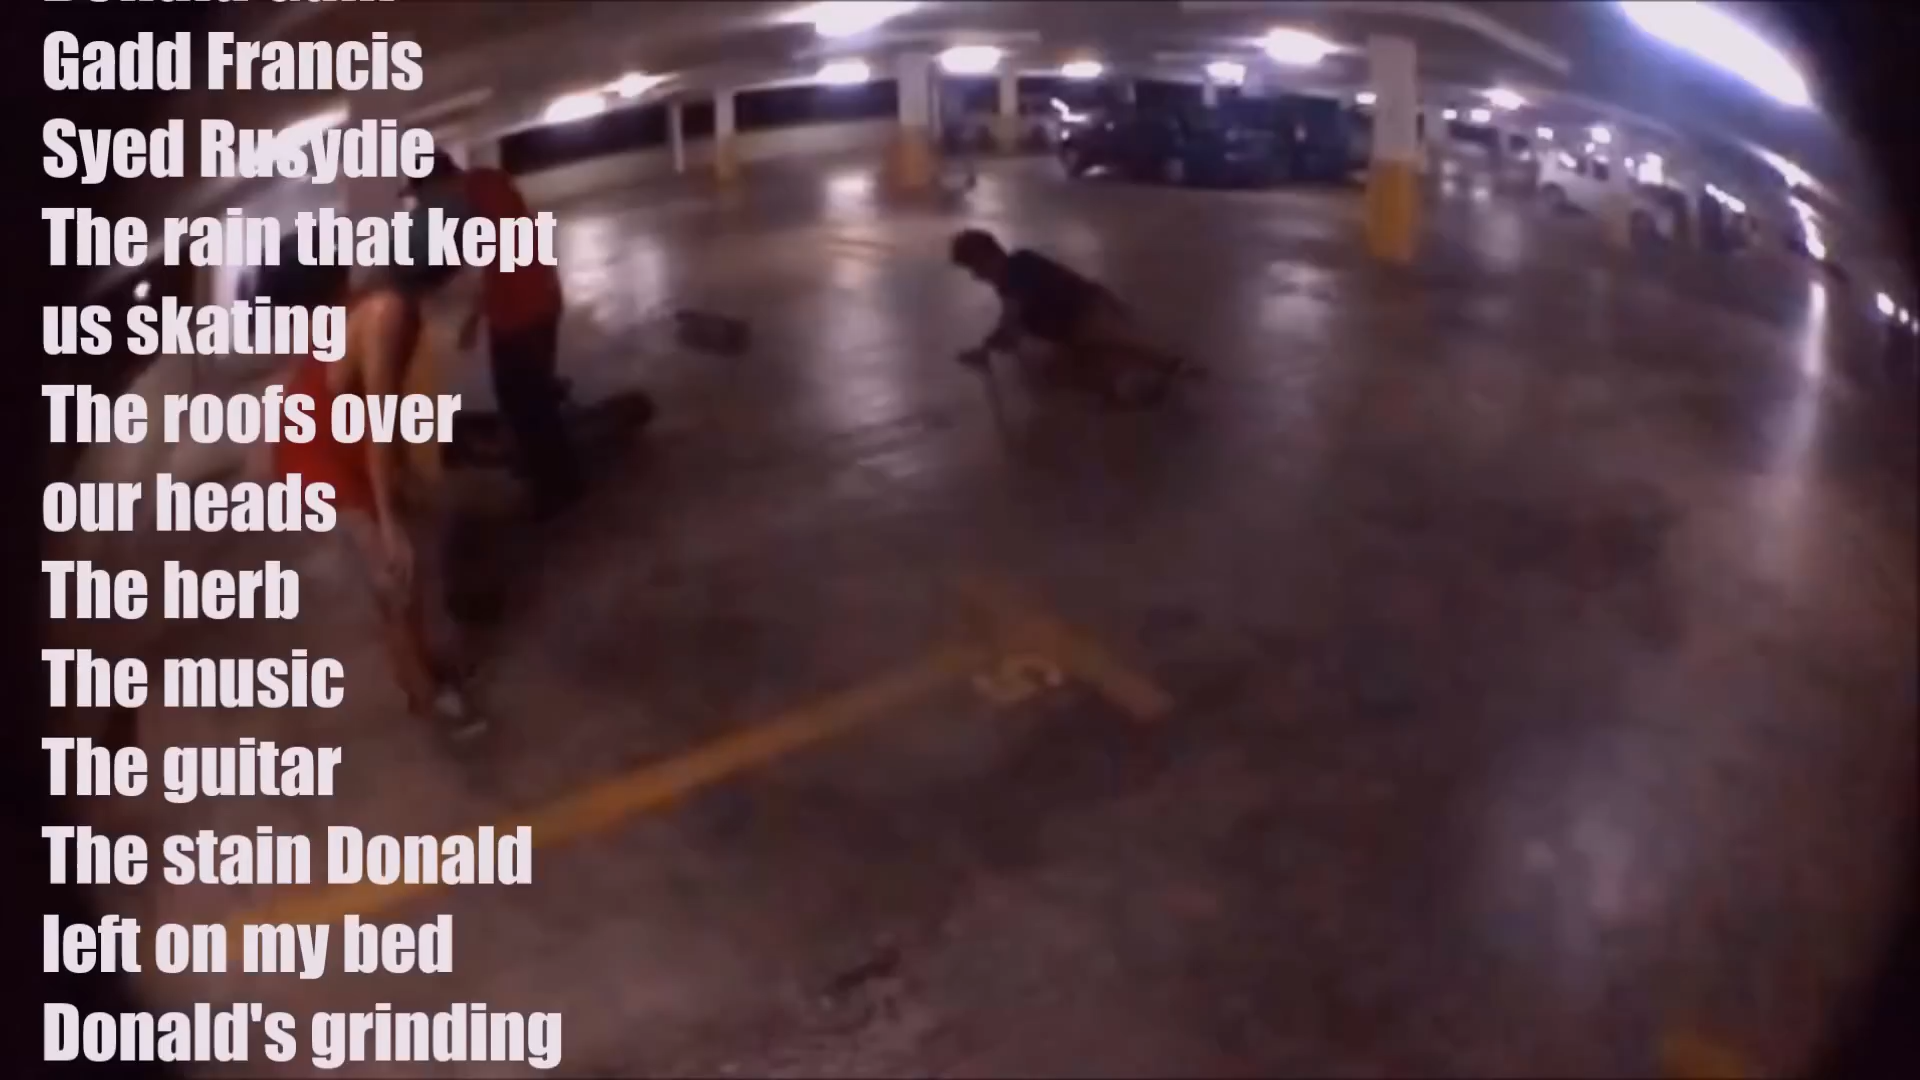 Gadd Francis
Syed Rusydie
The rain that kept
us skating
The roofs over
our heads
The herb
The music
The guitar
The stain Donald
left on my bed
Donald's grinding